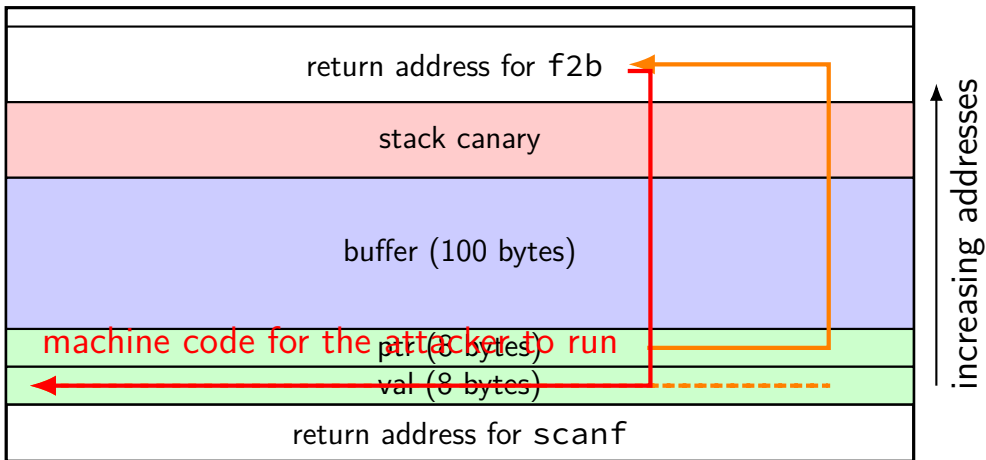 return address for f2b
stack canary
buffer (100 bytes)
machine code for the attacker to run
ptr (8 bytes)
val (8 bytes)
return address for scanf
increasing addresses